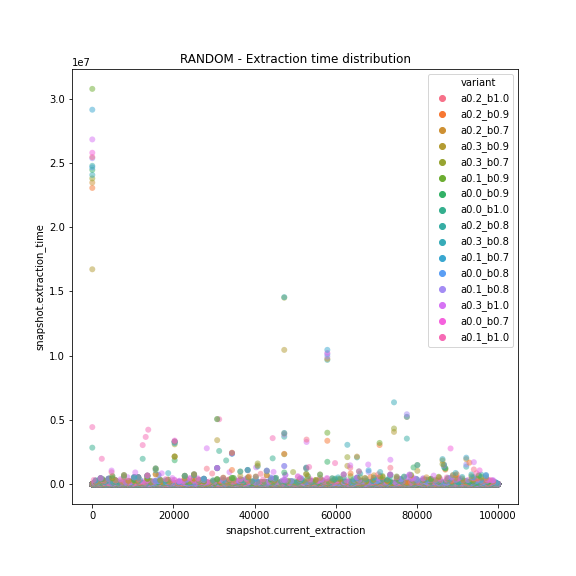 RANDOM - Extraction time distribution
1e7
3.0
2.5
2.0
1.5
1.0
0.5
0.0
snapshot.extraction_time
0
20000
40000
60000
80000
100000
snapshot.current_extraction
variant
a0.2_b1.0
a0.2_b0.9
a0.2_b0.7
a0.3_b0.9
a0.3_b0.7
a0.1_b0.9
a0.0_b0.9
a0.0_b1.0
a0.2_b0.8
a0.3_b0.8
a0.1_b0.7
a0.0_b0.8
a0.1_b0.8
a0.3_b1.0
a0.0_b0.7
a0.1_b1.0